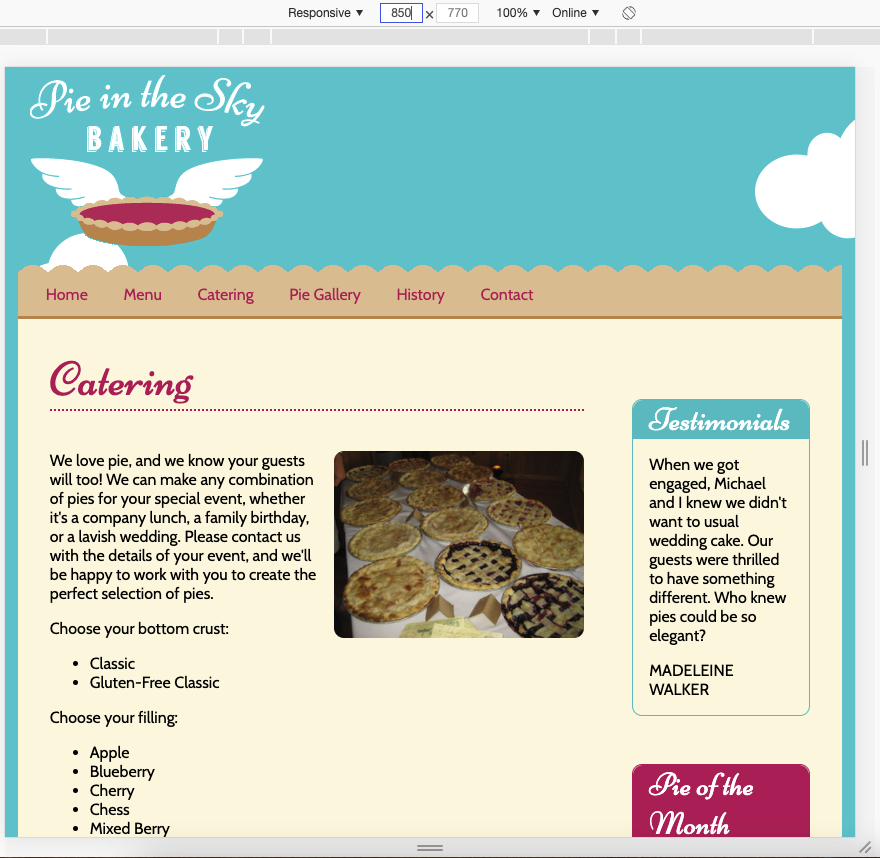 Responsive ▼ 850 × 770 100% ▼ Online ▼
Pie in the Sky
BAKERY
Home Menu Catering Pie Gallery History Contact
Catering
We love pie, and we know your guests
will too! We can make any combination
of pies for your special event, whether
it's a company lunch, a family birthday,
or a lavish wedding. Please contact us
with the details of your event, and we'll
be happy to work with you to create the
perfect selection of pies.
Choose your bottom crust:
• Classic
• Gluten-Free Classic
Choose your filling:
• Apple
• Blueberry
• Cherry
• Chess
• Mixed Berry
Testimonials
When we got
engaged, Michael
and I knew we didn't
want to usual
wedding cake. Our
guests were thrilled
to have something
different. Who knew
pies could be so
elegant?
MADELEINE
WALKER
Pie of the
Month